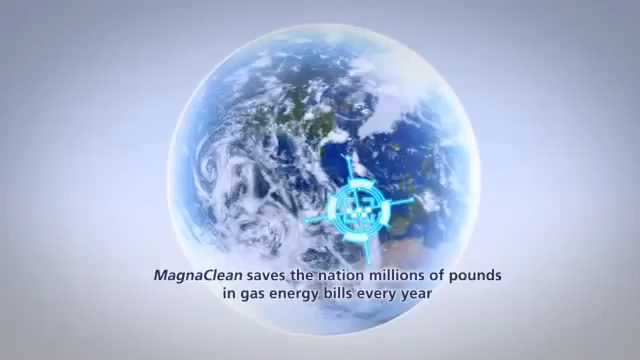 MagnaClean saves the nation millions of pounds
in gas energy bills every year